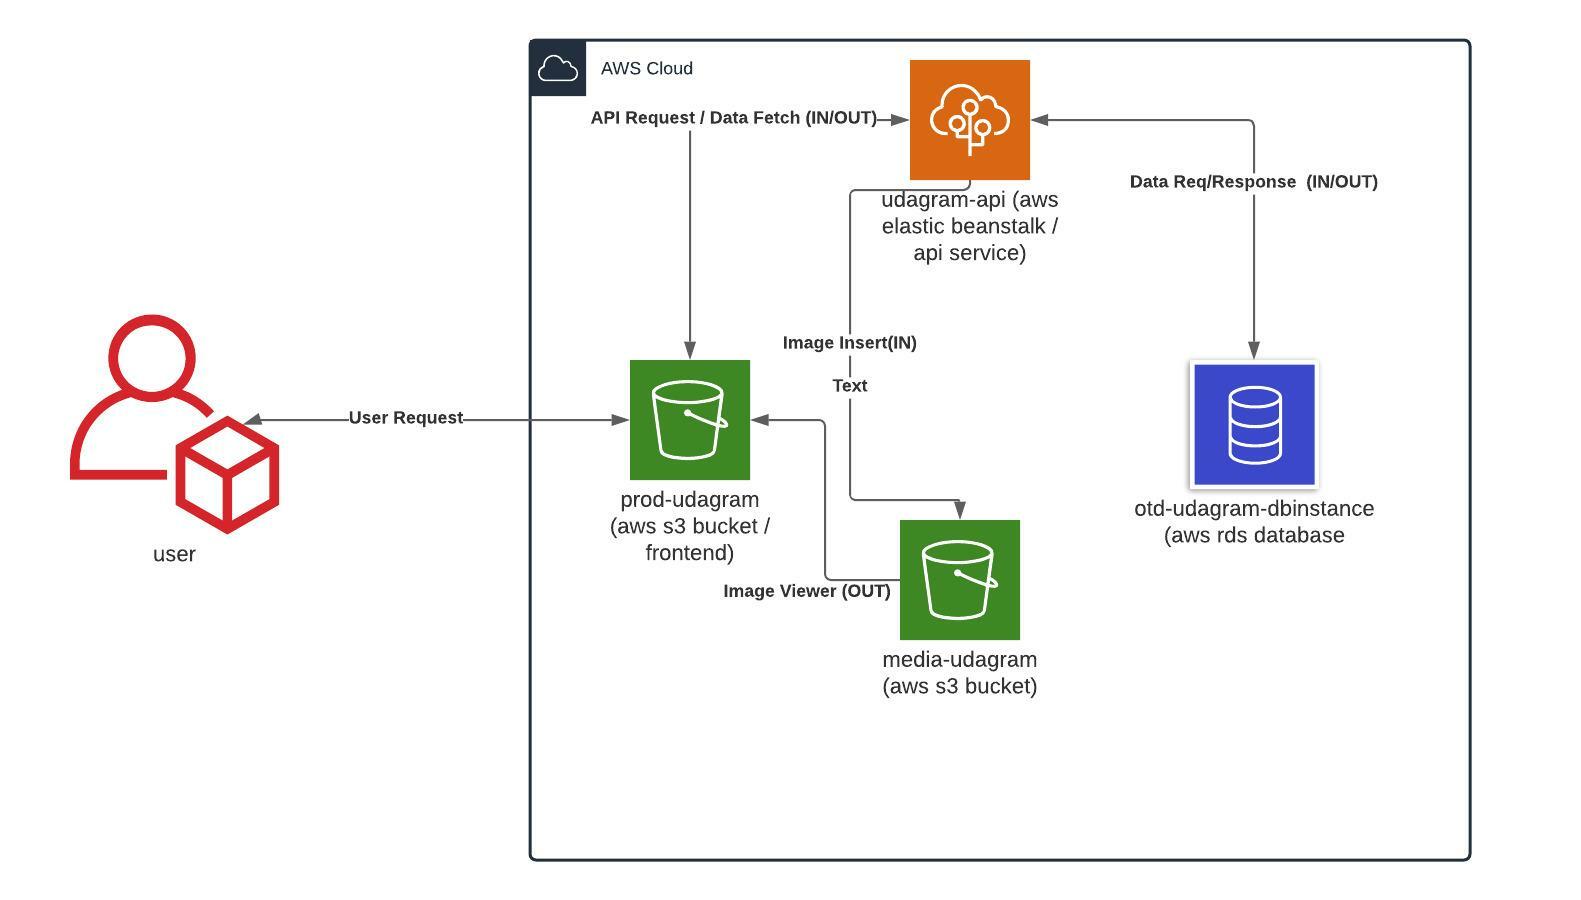 AWS Cloud
API Request / Data Fetch (IN/OUT)
Data Req/Response  (IN/OUT)
udagram-api (aws
elastic beanstalk /
api service)
Image Insert(IN)
Text
User Request
prod-udagram
(aws s3 bucket /
frontend)
otd-udagram-dbinstance
(aws rds database
user
Image Viewer (OUT)
media-udagram
(aws s3 bucket)